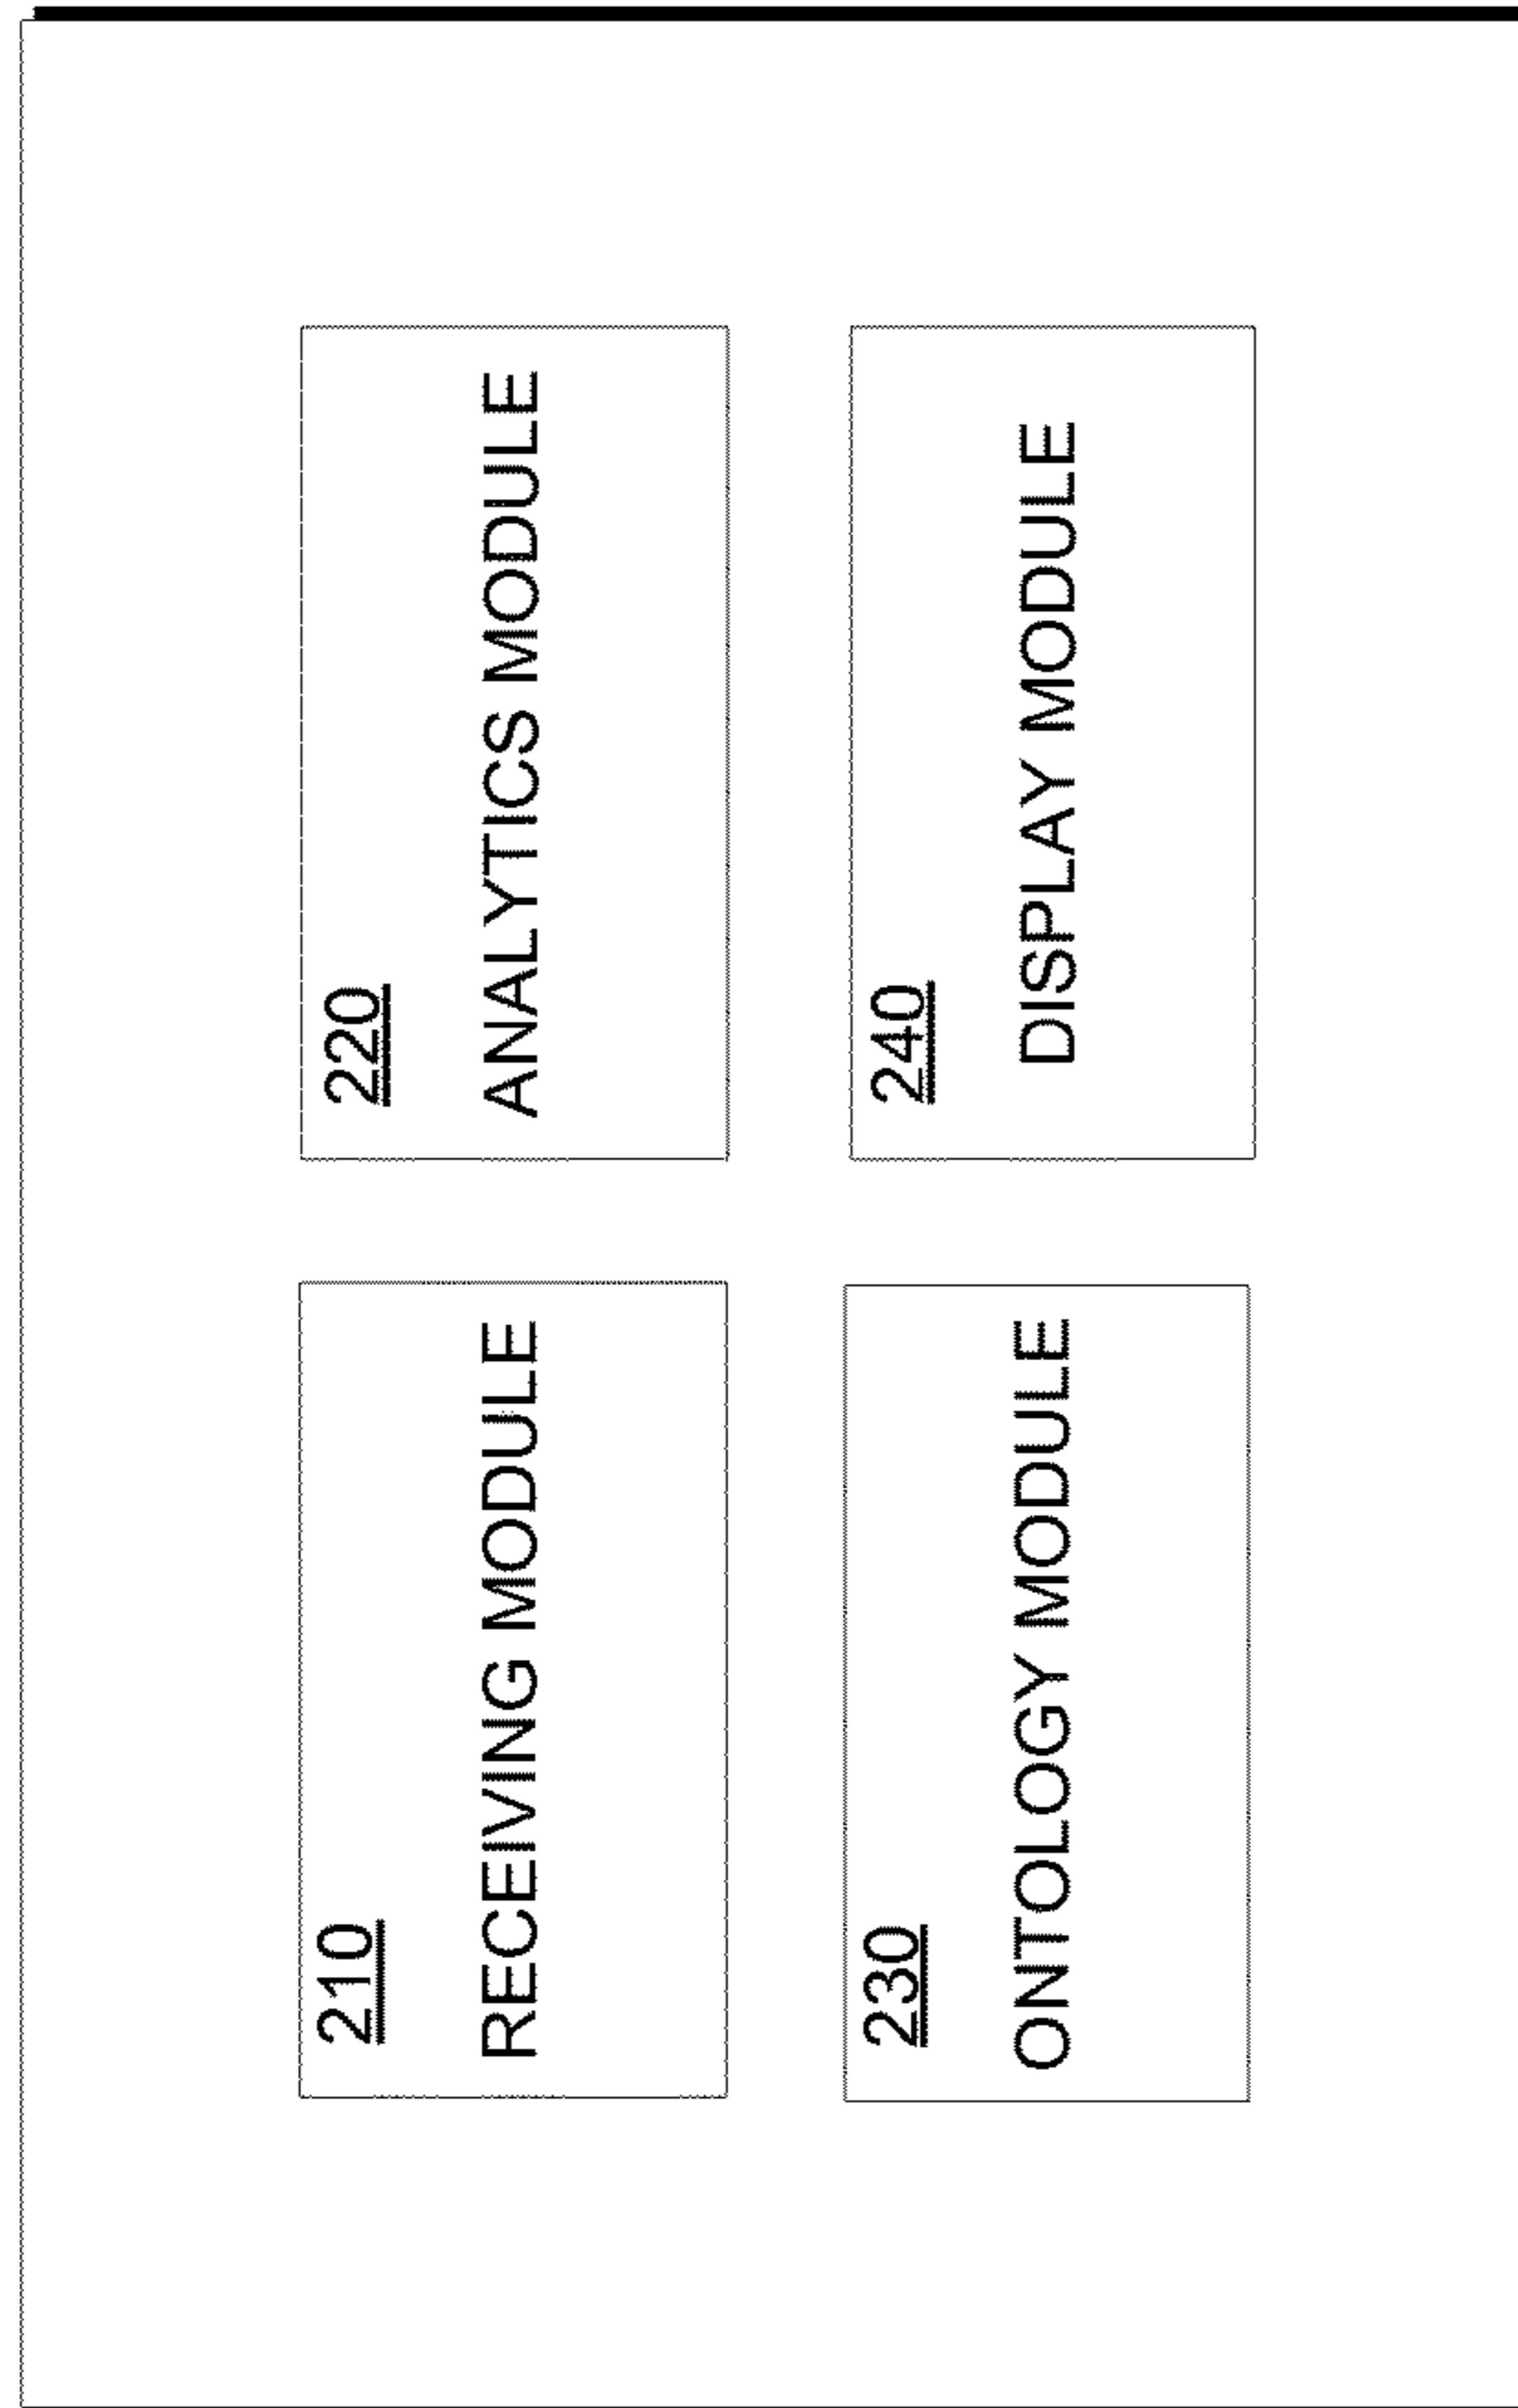 210
RECEIVING MODULE
220
ANALYTICS MODULE
230
ONTOLOGY MODULE
240
DISPLAY MODULE